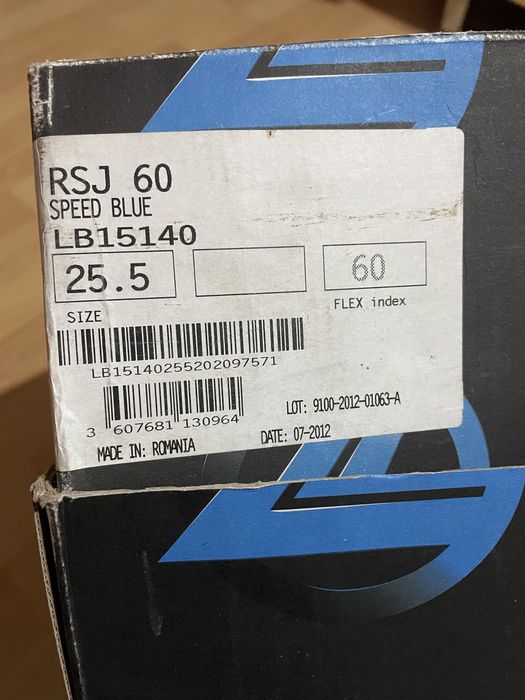 RSJ 60
SPEED BLUE
LB15140
25.5
60
SIZE
FLEX index
LB15140255202097571
3 607681 130964
LOT: 9100-2012-01063-A
MADE IN: ROMANIA
DATE: 07-2012